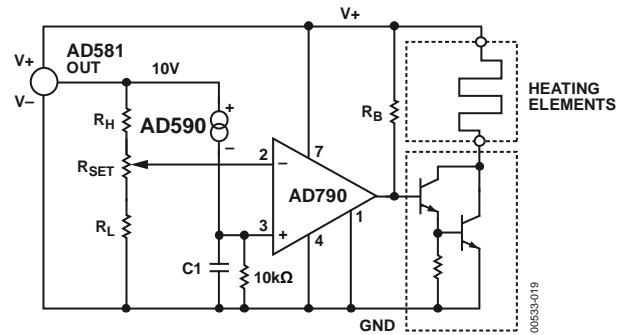 V+
AD581
V+
OUT
10V
V–
HEATING
ELEMENTS
R_H
AD590
+
–
R_B
R_SET
2
–
7
AD790
1
R_L
3
+
4
C1
10kΩ
GND
00533-019